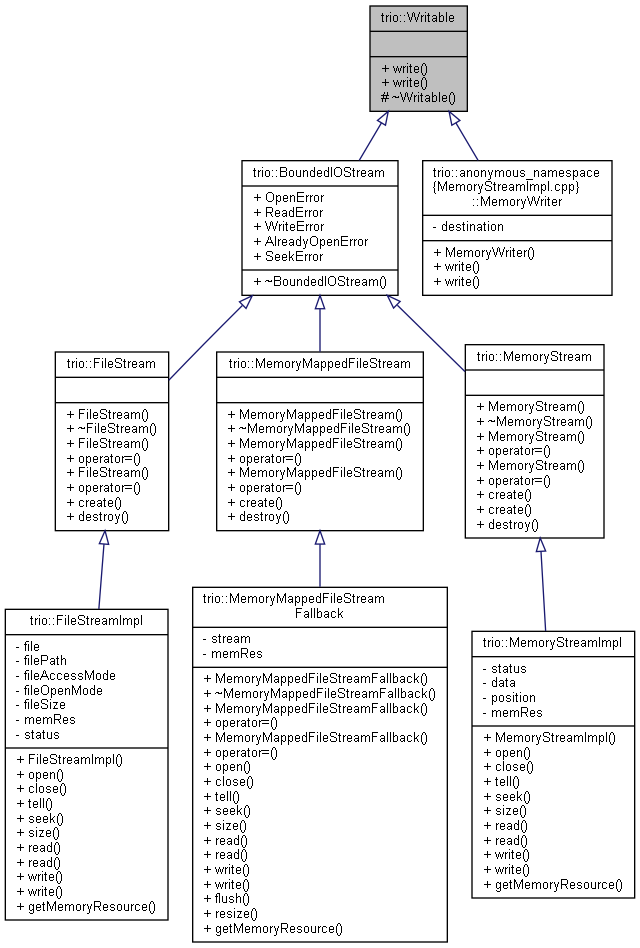 trio::Writable
+ write()
+ write()
# ~Writable()
trio::BoundedIOStream
+ OpenError
+ ReadError
+ WriteError
+ AlreadyOpenError
+ SeekError
+ ~BoundedIOStream()
trio::anonymous_namespace
{MemoryStreamImpl.cpp}
::MemoryWriter
- destination
+ MemoryWriter()
+ write()
+ write()
trio::FileStream
+ FileStream()
+ ~FileStream()
+ FileStream()
+ operator=()
+ FileStream()
+ operator=()
+ create()
+ destroy()
trio::MemoryMappedFileStream
+ MemoryMappedFileStream()
+ ~MemoryMappedFileStream()
+ MemoryMappedFileStream()
+ operator=()
+ MemoryMappedFileStream()
+ operator=()
+ create()
+ destroy()
trio::MemoryStream
+ MemoryStream()
+ ~MemoryStream()
+ MemoryStream()
+ operator=()
+ MemoryStream()
+ operator=()
+ create()
+ create()
+ destroy()
trio::FileStreamImpl
- file
- filePath
- fileAccessMode
- fileOpenMode
- fileSize
- memRes
- status
+ FileStreamImpl()
+ open()
+ close()
+ tell()
+ seek()
+ size()
+ read()
+ read()
+ write()
+ write()
+ getMemoryResource()
trio::MemoryMappedFileStream
Fallback
- stream
- memRes
+ MemoryMappedFileStreamFallback()
+ ~MemoryMappedFileStreamFallback()
+ MemoryMappedFileStreamFallback()
+ operator=()
+ MemoryMappedFileStreamFallback()
+ operator=()
+ open()
+ close()
+ tell()
+ seek()
+ size()
+ read()
+ read()
+ write()
+ write()
+ flush()
+ resize()
+ getMemoryResource()
trio::MemoryStreamImpl
- status
- data
- position
- memRes
+ MemoryStreamImpl()
+ open()
+ close()
+ tell()
+ seek()
+ size()
+ read()
+ read()
+ write()
+ write()
+ getMemoryResource()